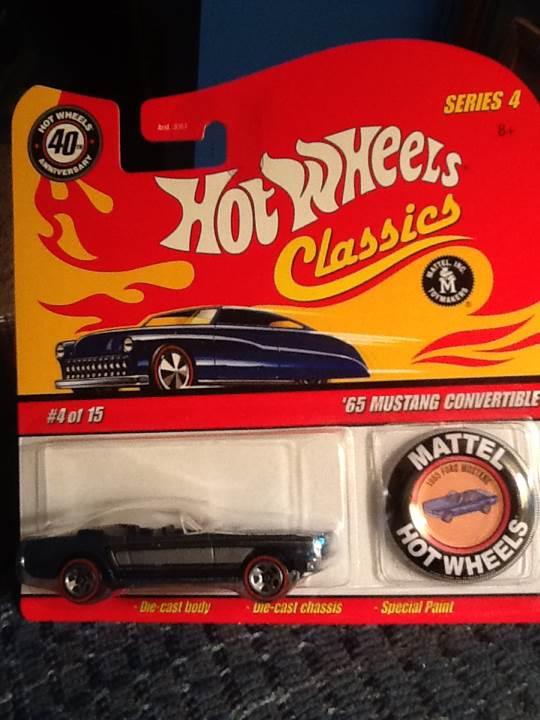 SERIES 4
8+
HOT WHEELS
40TH
ANNIVERSARY
HOT WHEELS
Classics
MATTEL, INC.
M
TOYMAKERS
®
#4 of 15
'65 MUSTANG CONVERTIBLE
MATTEL
1965 FORD MUSTANG
HOT WHEELS
- Die-cast body - Die-cast chassis - Special Paint